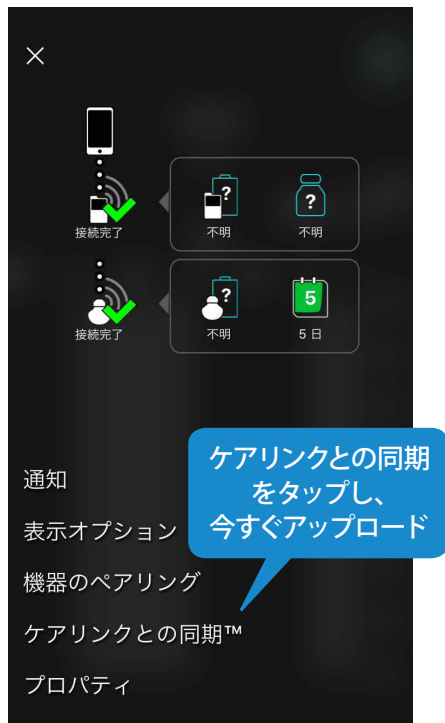 ×
?
?
接続完了
不明
不明
?
5
接続完了
不明
5 日
ケアリンクとの同期
をタップし、
今すぐアップロード
通知
表示オプション
機器のペアリング
ケアリンクとの同期™
プロパティ